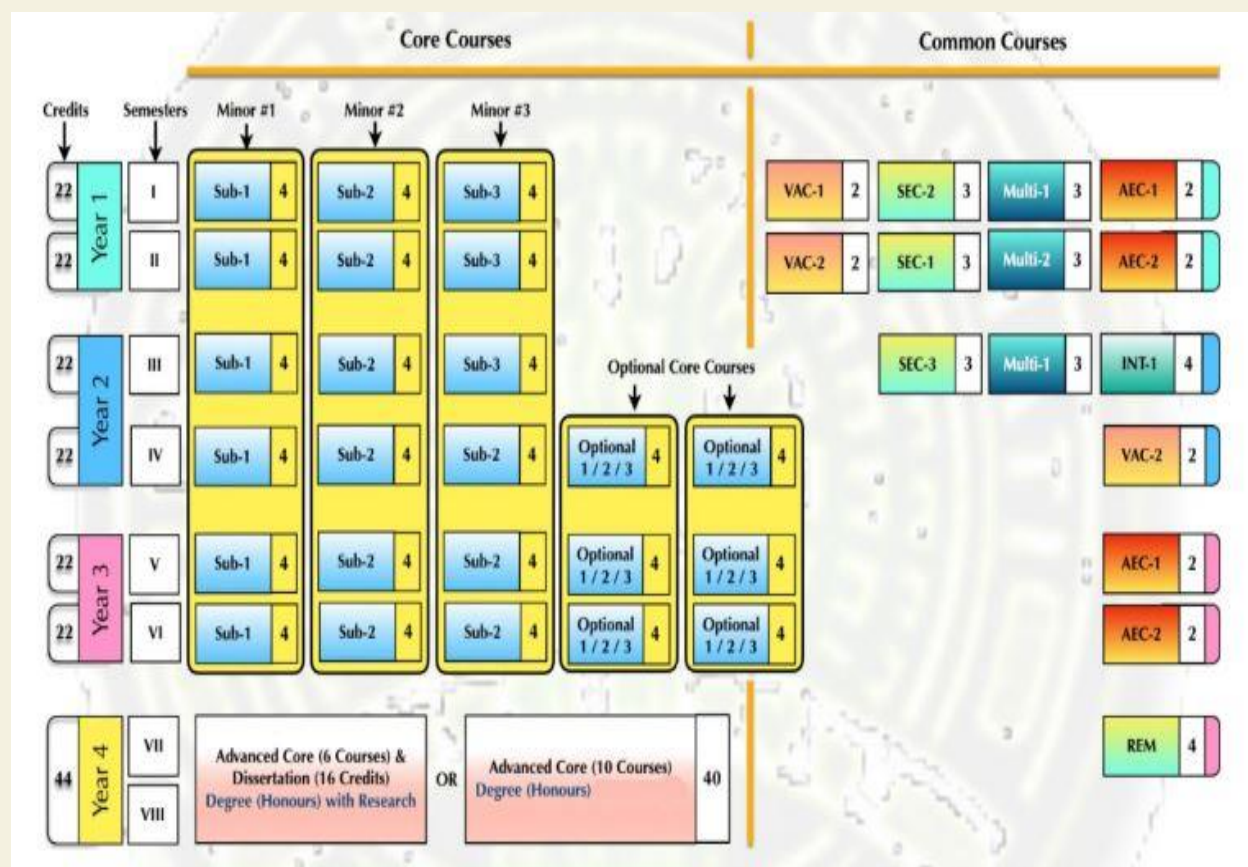 Core Courses
Common Courses
Credits
Semesters
Minor #1
Minor #2
Minor #3
22
Year 1
I
Sub-1 4
Sub-2 4
Sub-3 4
VAC-1 2
SEC-2 3
Multi-1 3
AEC-1 2
22
II
Sub-1 4
Sub-2 4
Sub-3 4
VAC-2 2
SEC-1 3
Multi-2 3
AEC-2 2
22
Year 2
III
Sub-1 4
Sub-2 4
Sub-3 4
Optional Core Courses
SEC-3 3
Multi-1 3
INT-1 4
22
IV
Sub-1 4
Sub-2 4
Sub-2 4
Optional
1 / 2 / 3
4
Optional
1 / 2 / 3
4
VAC-2 2
22
Year 3
V
Sub-1 4
Sub-2 4
Sub-2 4
Optional
1 / 2 / 3
4
Optional
1 / 2 / 3
4
AEC-1 2
22
VI
Sub-1 4
Sub-2 4
Sub-2 4
Optional
1 / 2 / 3
4
Optional
1 / 2 / 3
4
AEC-2 2
44
Year 4
VII
VIII
Advanced Core (6 Courses) &
Dissertation (16 Credits)
Degree (Honours) with Research
OR
Advanced Core (10 Courses)
Degree (Honours)
40
REM 4